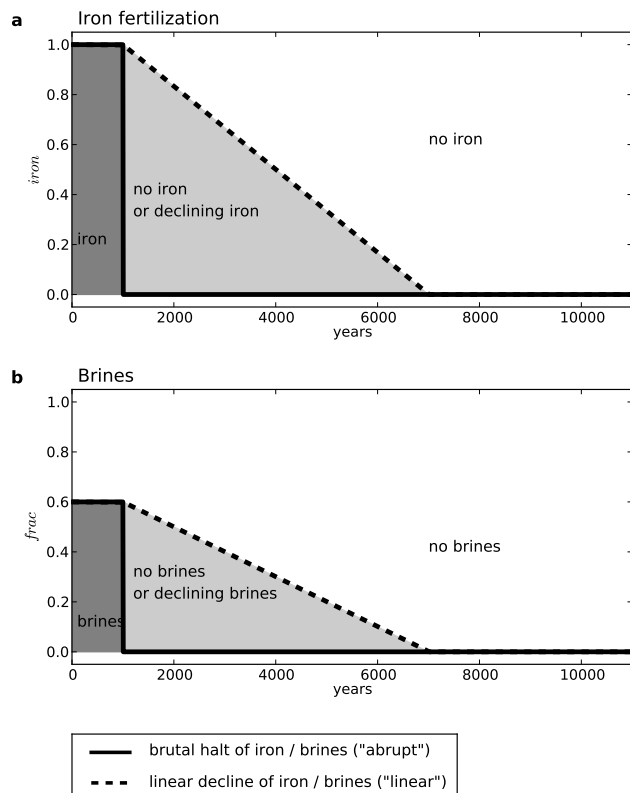 a
Iron fertilization
1.0
0.8
0.6
0.4
0.2
0.0
iron
no iron
no iron
or declining iron
iron
0 2000 4000 6000 8000 10000
years
b
Brines
1.0
0.8
0.6
0.4
0.2
0.0
frac
no brines
no brines
or declining brines
brines
0 2000 4000 6000 8000 10000
years
brutal halt of iron / brines ("abrupt")
linear decline of iron / brines ("linear")